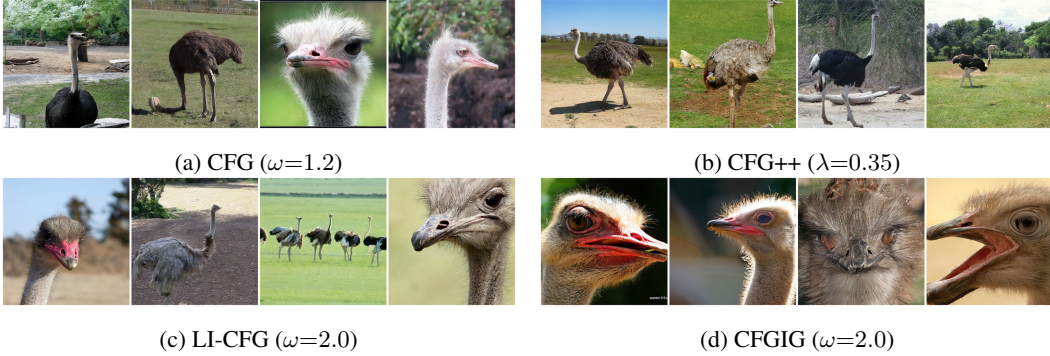 (a) CFG (ω=1.2)
(b) CFG++ (λ=0.35)
(c) LI-CFG (ω=2.0)
(d) CFGIG (ω=2.0)